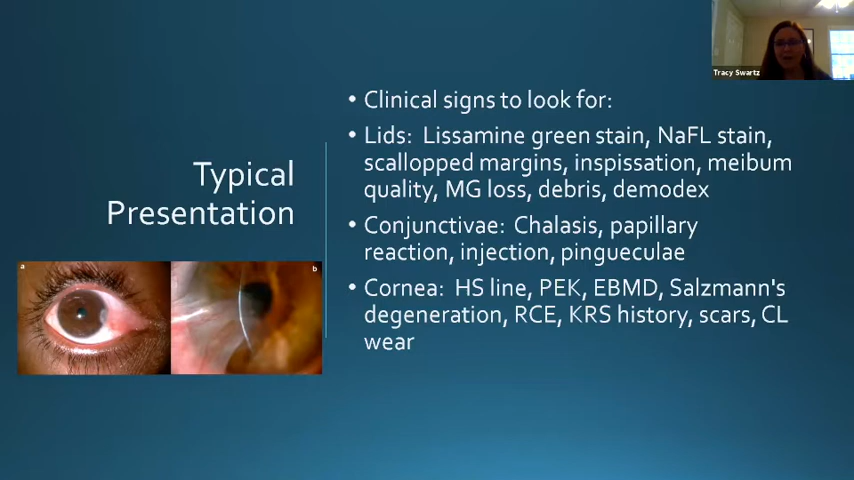 Tracy Swartz
Typical
Presentation
a
b
• Clinical signs to look for:
• Lids: Lissamine green stain, NaFL stain,
scallopped margins, inspissation, meibum
quality, MG loss, debris, demodex
• Conjunctivae: Chalasis, papillary
reaction, injection, pingueculae
• Cornea: HS line, PEK, EBMD, Salzmann's
degeneration, RCE, KRS history, scars, CL
wear